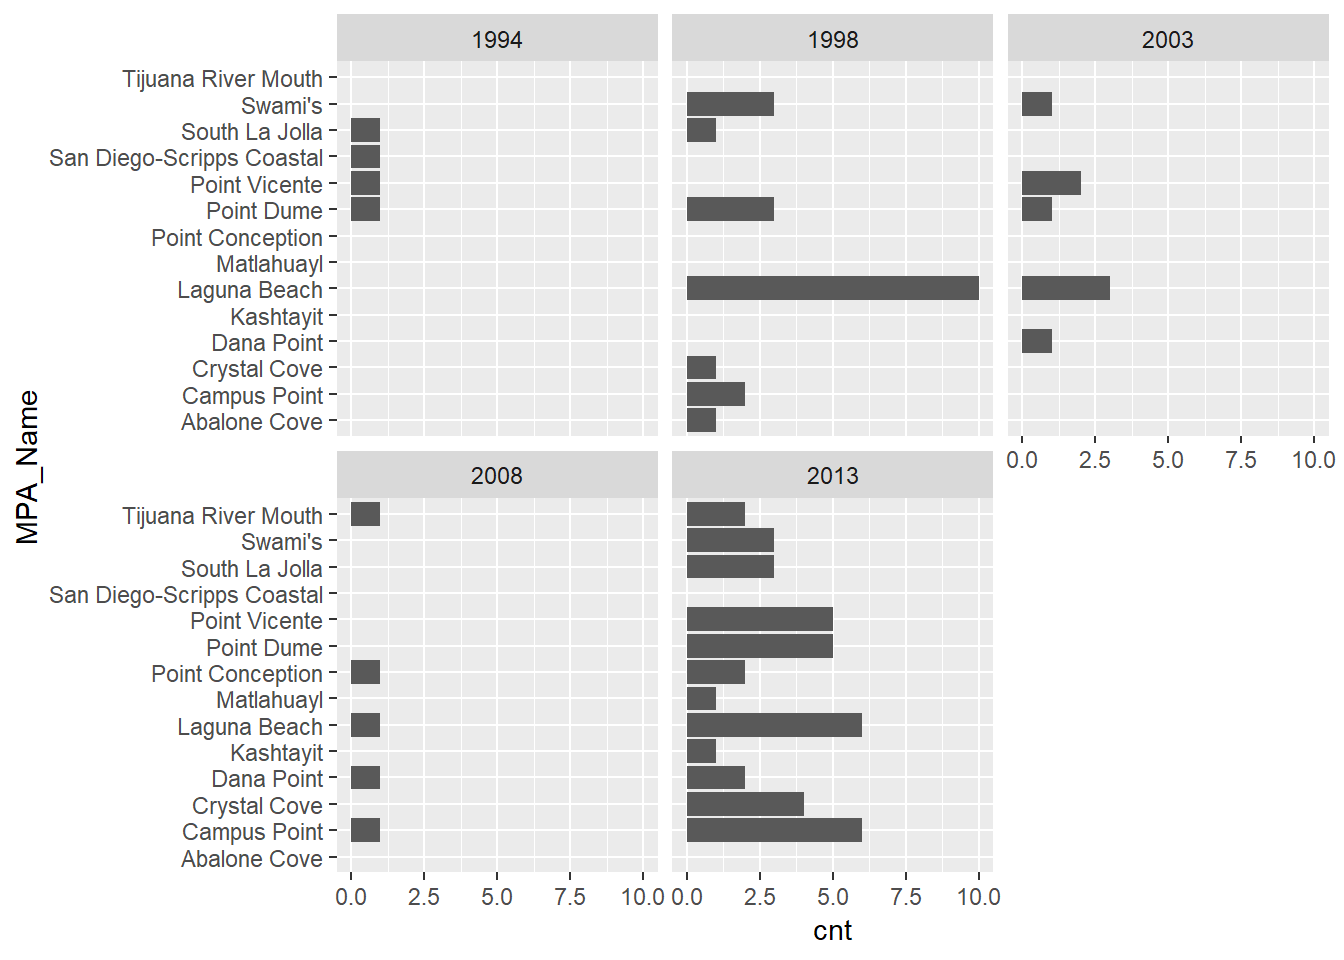 1994
1998
2003
Tijuana River Mouth
Swami's
South La Jolla
San Diego-Scripps Coastal
Point Vicente
Point Dume
Point Conception
Matlahuayl
Laguna Beach
Kashtayit
Dana Point
Crystal Cove
Campus Point
Abalone Cove
0.0 2.5 5.0 7.5 10.0
2008
2013
Tijuana River Mouth
Swami's
South La Jolla
San Diego-Scripps Coastal
Point Vicente
Point Dume
Point Conception
Matlahuayl
Laguna Beach
Kashtayit
Dana Point
Crystal Cove
Campus Point
Abalone Cove
0.0 2.5 5.0 7.5 10.0
0.0 2.5 5.0 7.5 10.0
cnt
MPA_Name